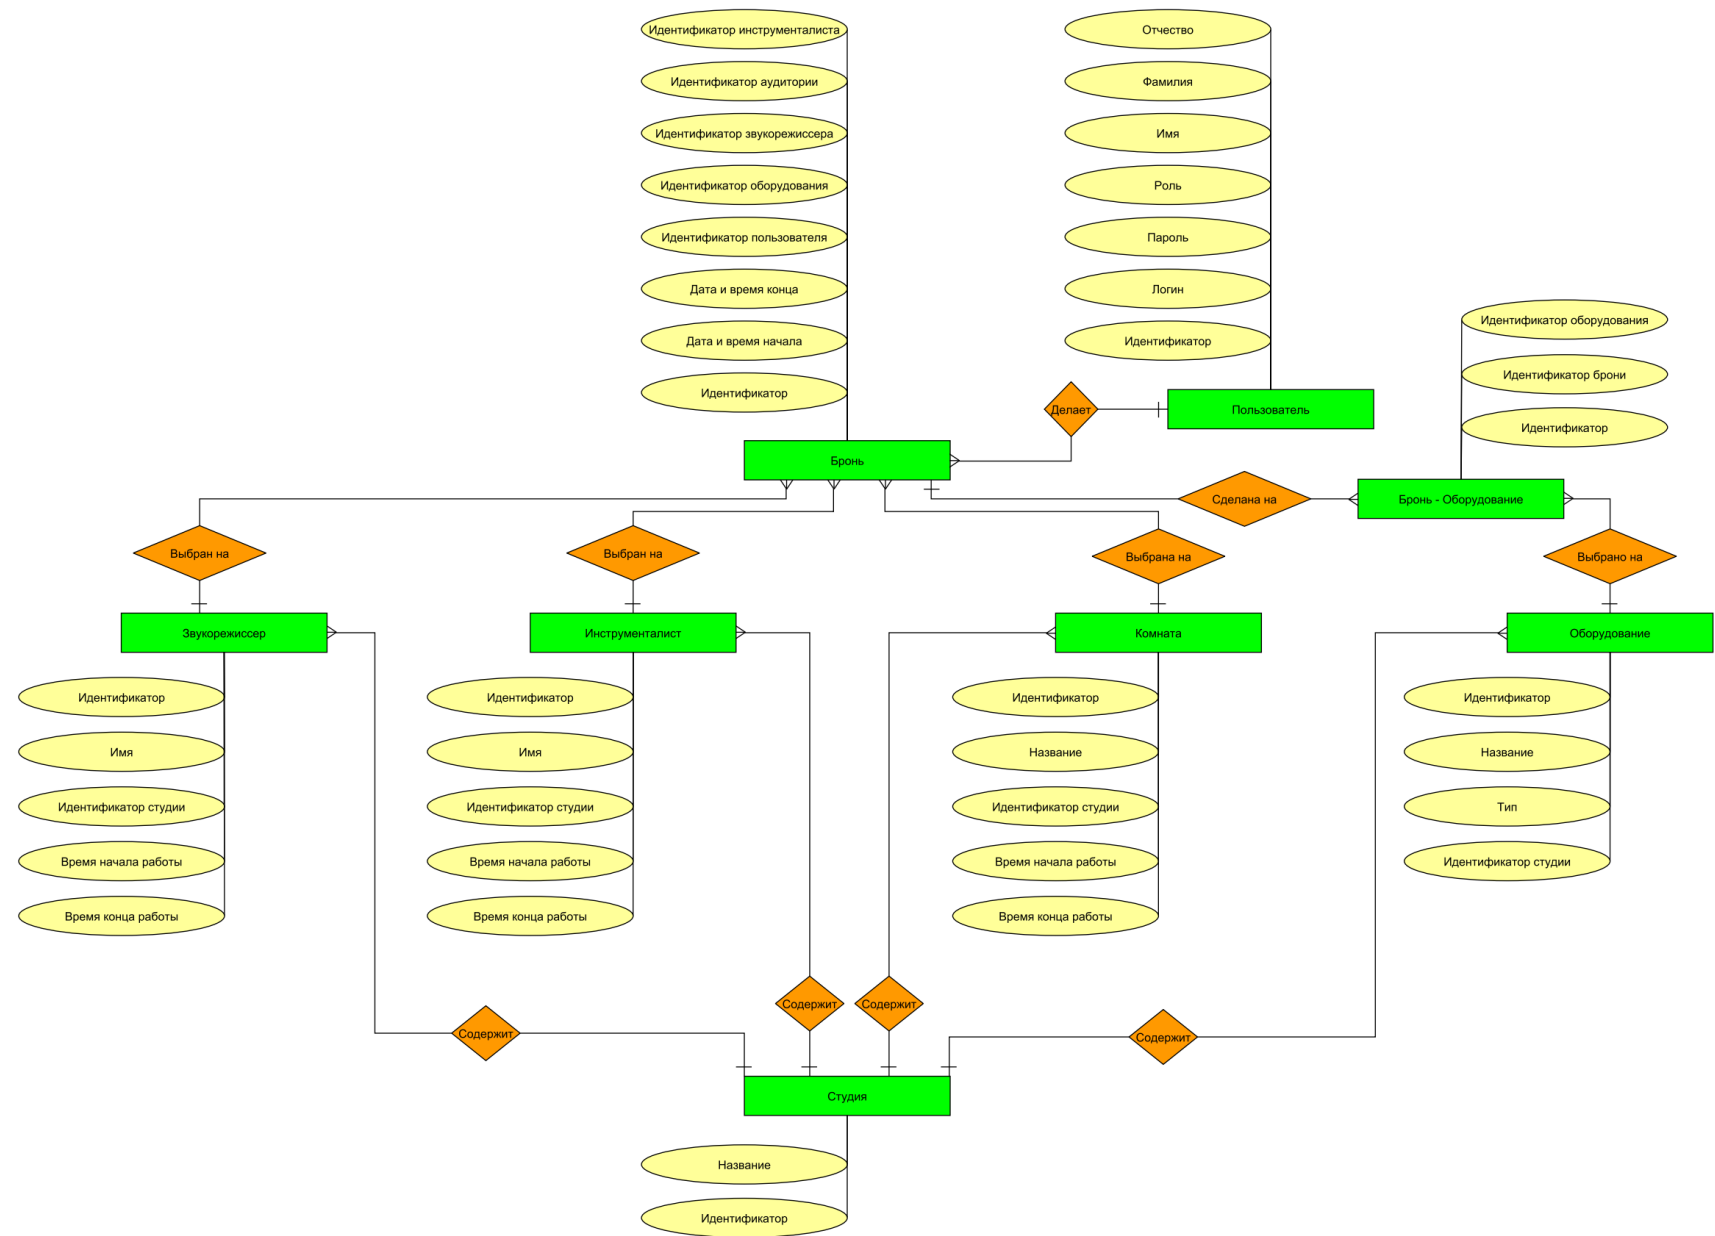 Идентификатор инструменталиста
Идентификатор аудитории
Идентификатор звукорежиссера
Идентификатор оборудования
Идентификатор пользователя
Дата и время конца
Дата и время начала
Идентификатор
Бронь
Отчество
Фамилия
Имя
Роль
Пароль
Логин
Идентификатор
Пользователь
Делает
Идентификатор оборудования
Идентификатор брони
Идентификатор
Бронь - Оборудование
Сделана на
Выбран на
Выбран на
Выбрана на
Выбрано на
Звукорежиссер
Идентификатор
Имя
Идентификатор студии
Время начала работы
Время конца работы
Инструменталист
Идентификатор
Имя
Идентификатор студии
Время начала работы
Время конца работы
Комната
Идентификатор
Название
Идентификатор студии
Время начала работы
Время конца работы
Оборудование
Идентификатор
Название
Тип
Идентификатор студии
Содержит
Содержит
Содержит
Содержит
Студия
Название
Идентификатор